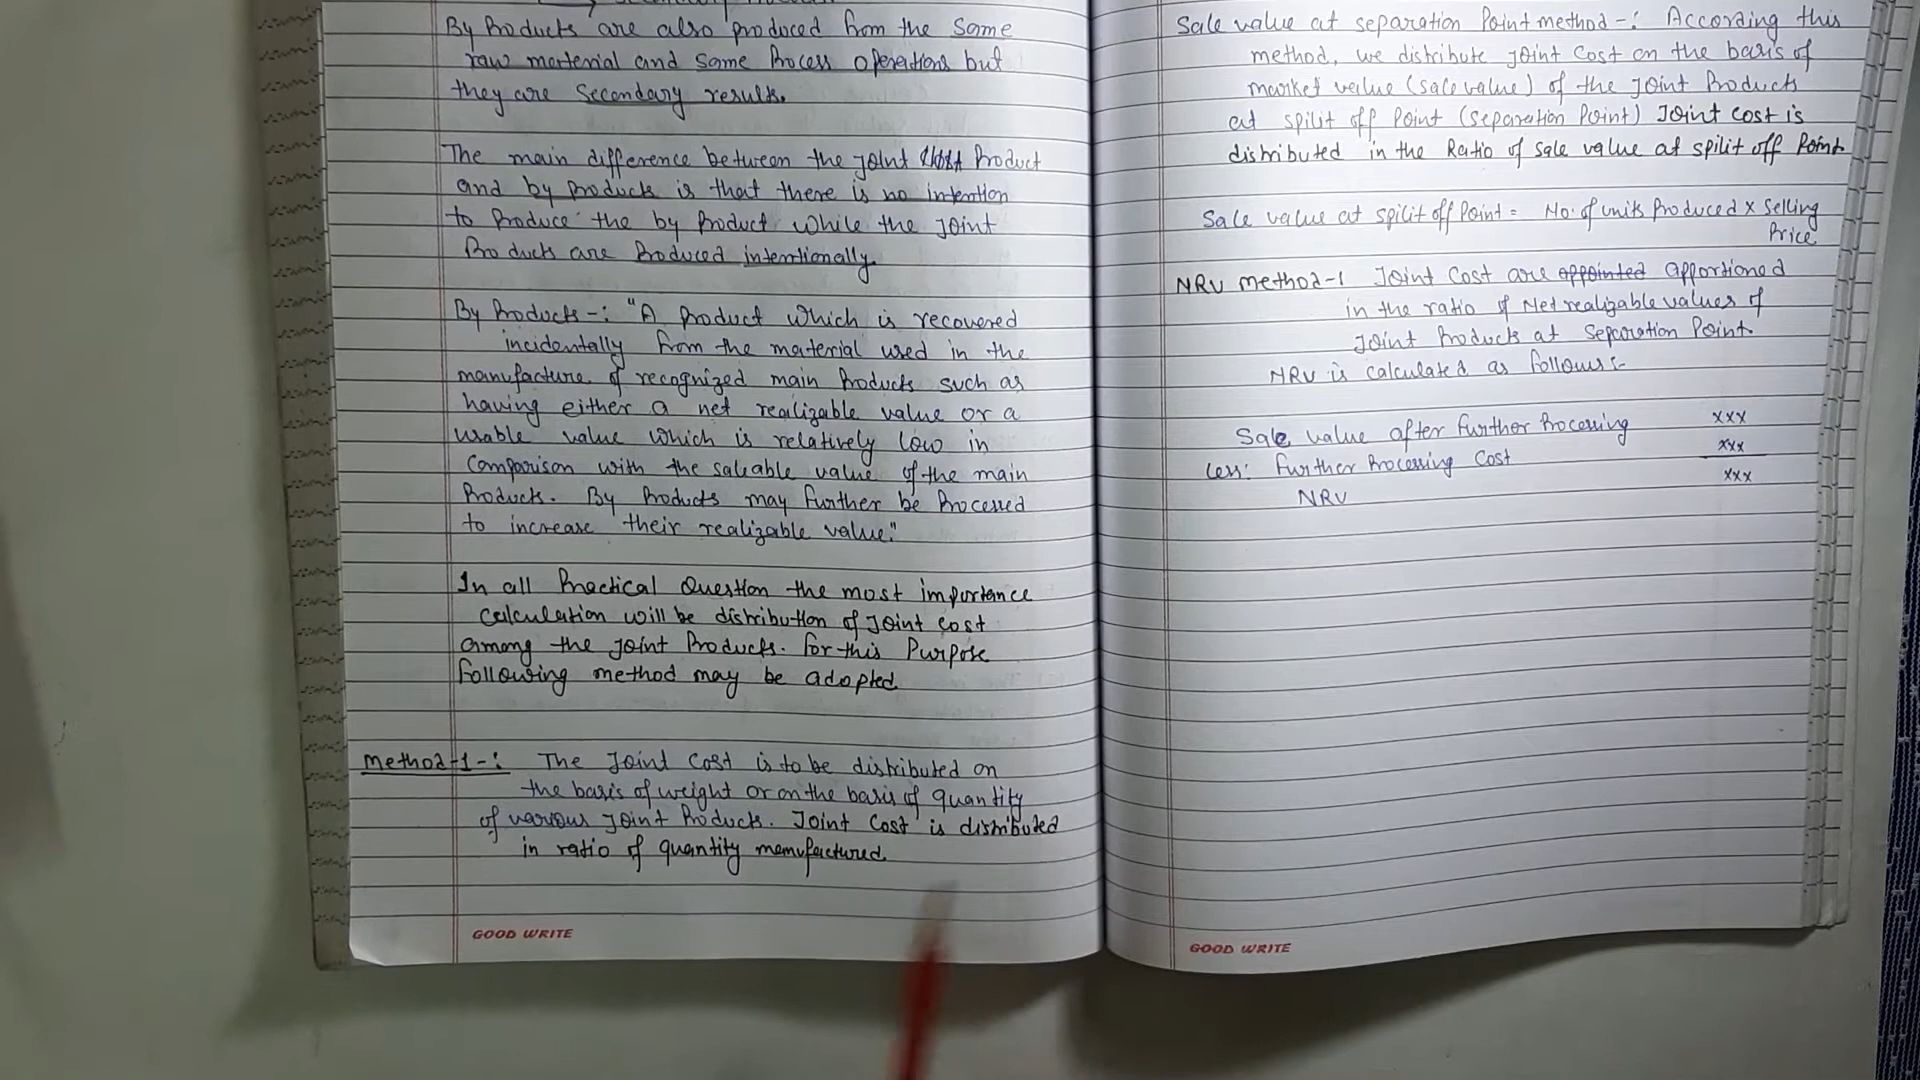 By Products are also produced from the same
raw material and same Process operations but
they are Secondary results.
The main difference between the joint Product
and by products is that there is no intention
to Produce the by Product while the Joint
Products are Produced intentionally.
By Products -: "A Product which is recovered
incidentally from the material used in the
manufacture of recognized main Products such as
having either a net realizable value or a
usable value which is relatively low in
Comparison with the saleable value of the main
Products. By Products may further be Processed
to increase their realizable value."
In all Practical Question the most importance
Calculation will be distribution of Joint Cost
among the Joint Products. For this Purpose
Following method may be adopted
Method-1-: The Joint Cost is to be distributed on
the basis of weight or on the basis of quantity
of various Joint Products. Joint Cost is distributed
in ratio of quantity manufactured.
GOOD WRITE
Sale value at separation Point method -: According this
method, we distribute Joint Cost on the basis of
market value (sale value) of the Joint Products
at spilit off Point (Separation Point) Joint cost is
distributed in the Ratio of sale value at spilit off Point
Sale value at spilit off Point = No. of units Produced X Selling
Price
NRV method-1 Joint Cost are appointed apportioned
in the ratio of Net realizable values of
Joint Products at Separation Point.
NRV is calculated as follows:-
Sale value after Further Processing xxx
Less: Further Processing Cost xxx
NRV xxx
GOOD WRITE